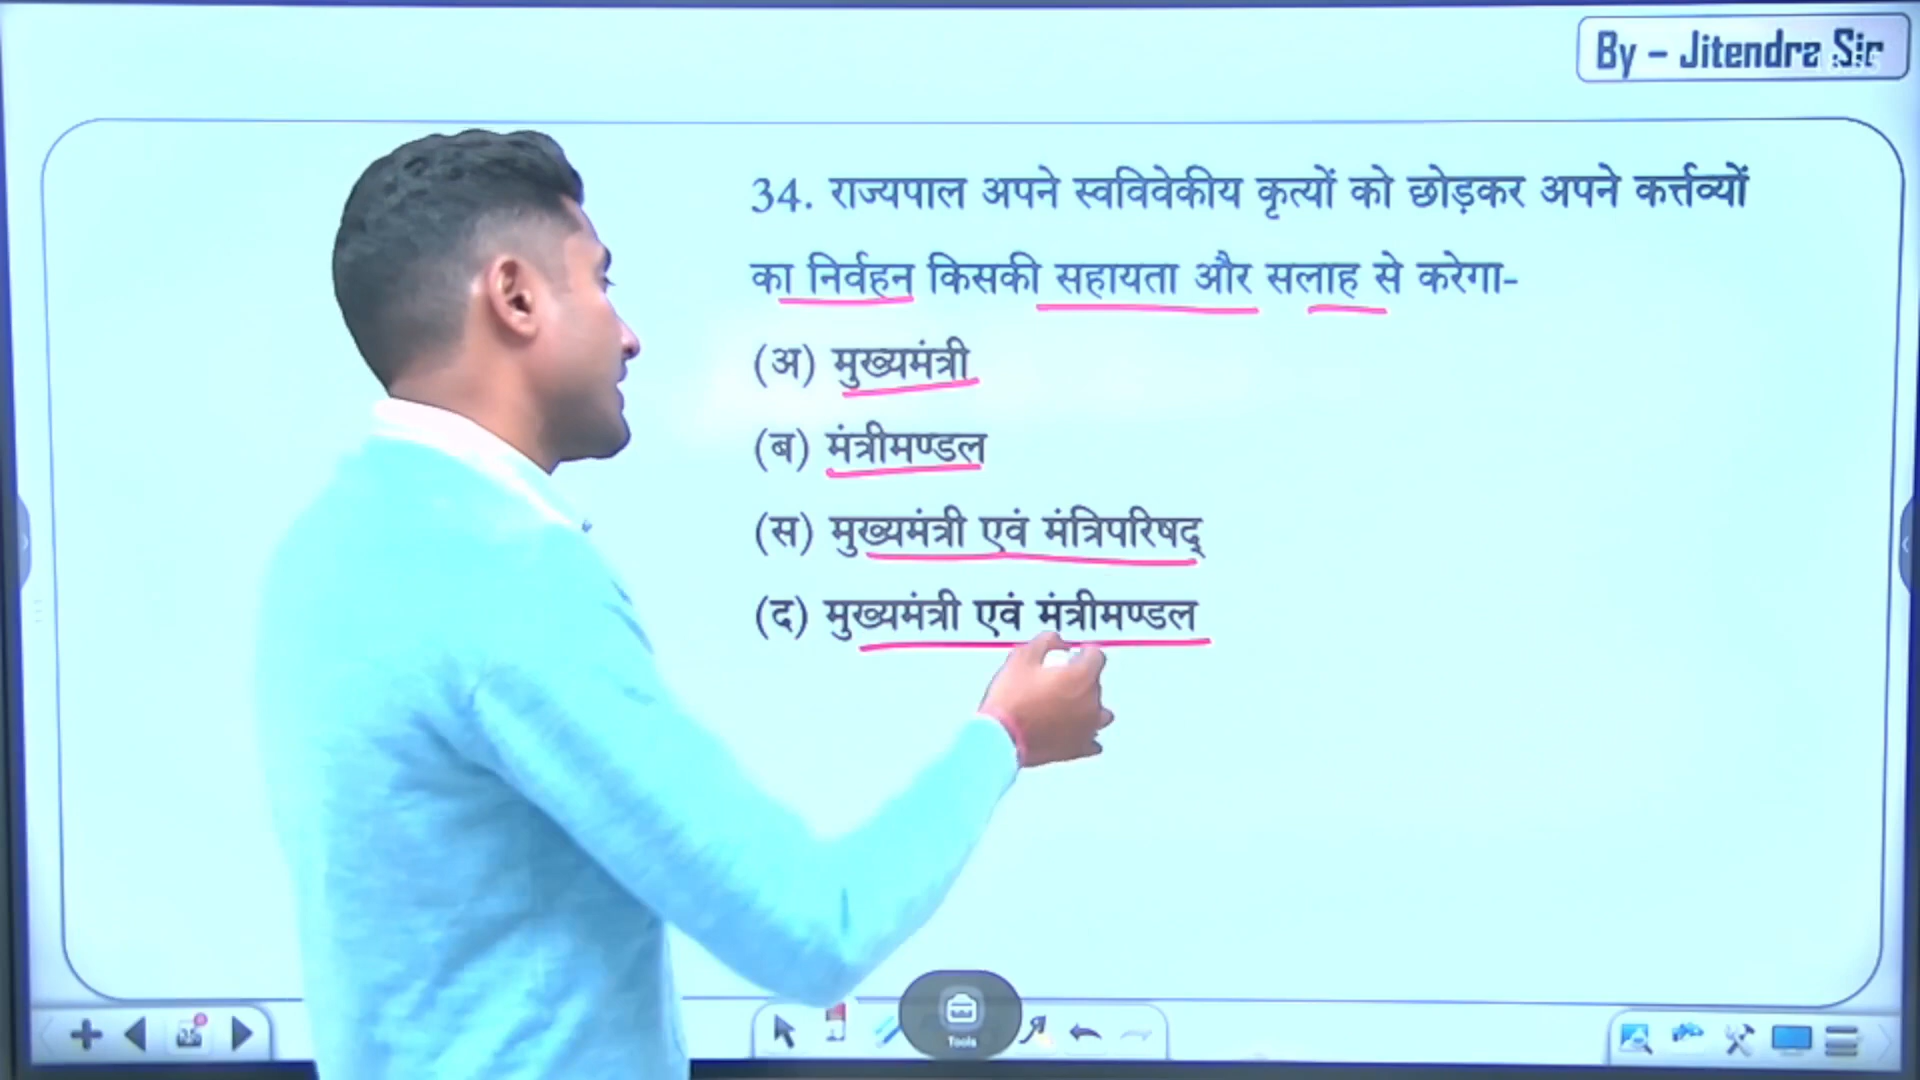 By - Jitendra Sir
34. राज्यपाल अपने स्वविवेकीय कृत्यों को छोड़कर अपने कर्त्तव्यों
का निर्वहन किसकी सहायता और सलाह से करेगा-
(अ) मुख्यमंत्री
(ब) मंत्रीमण्डल
(स) मुख्यमंत्री एवं मंत्रिपरिषद्
(द) मुख्यमंत्री एवं मंत्रीमण्डल
Tools